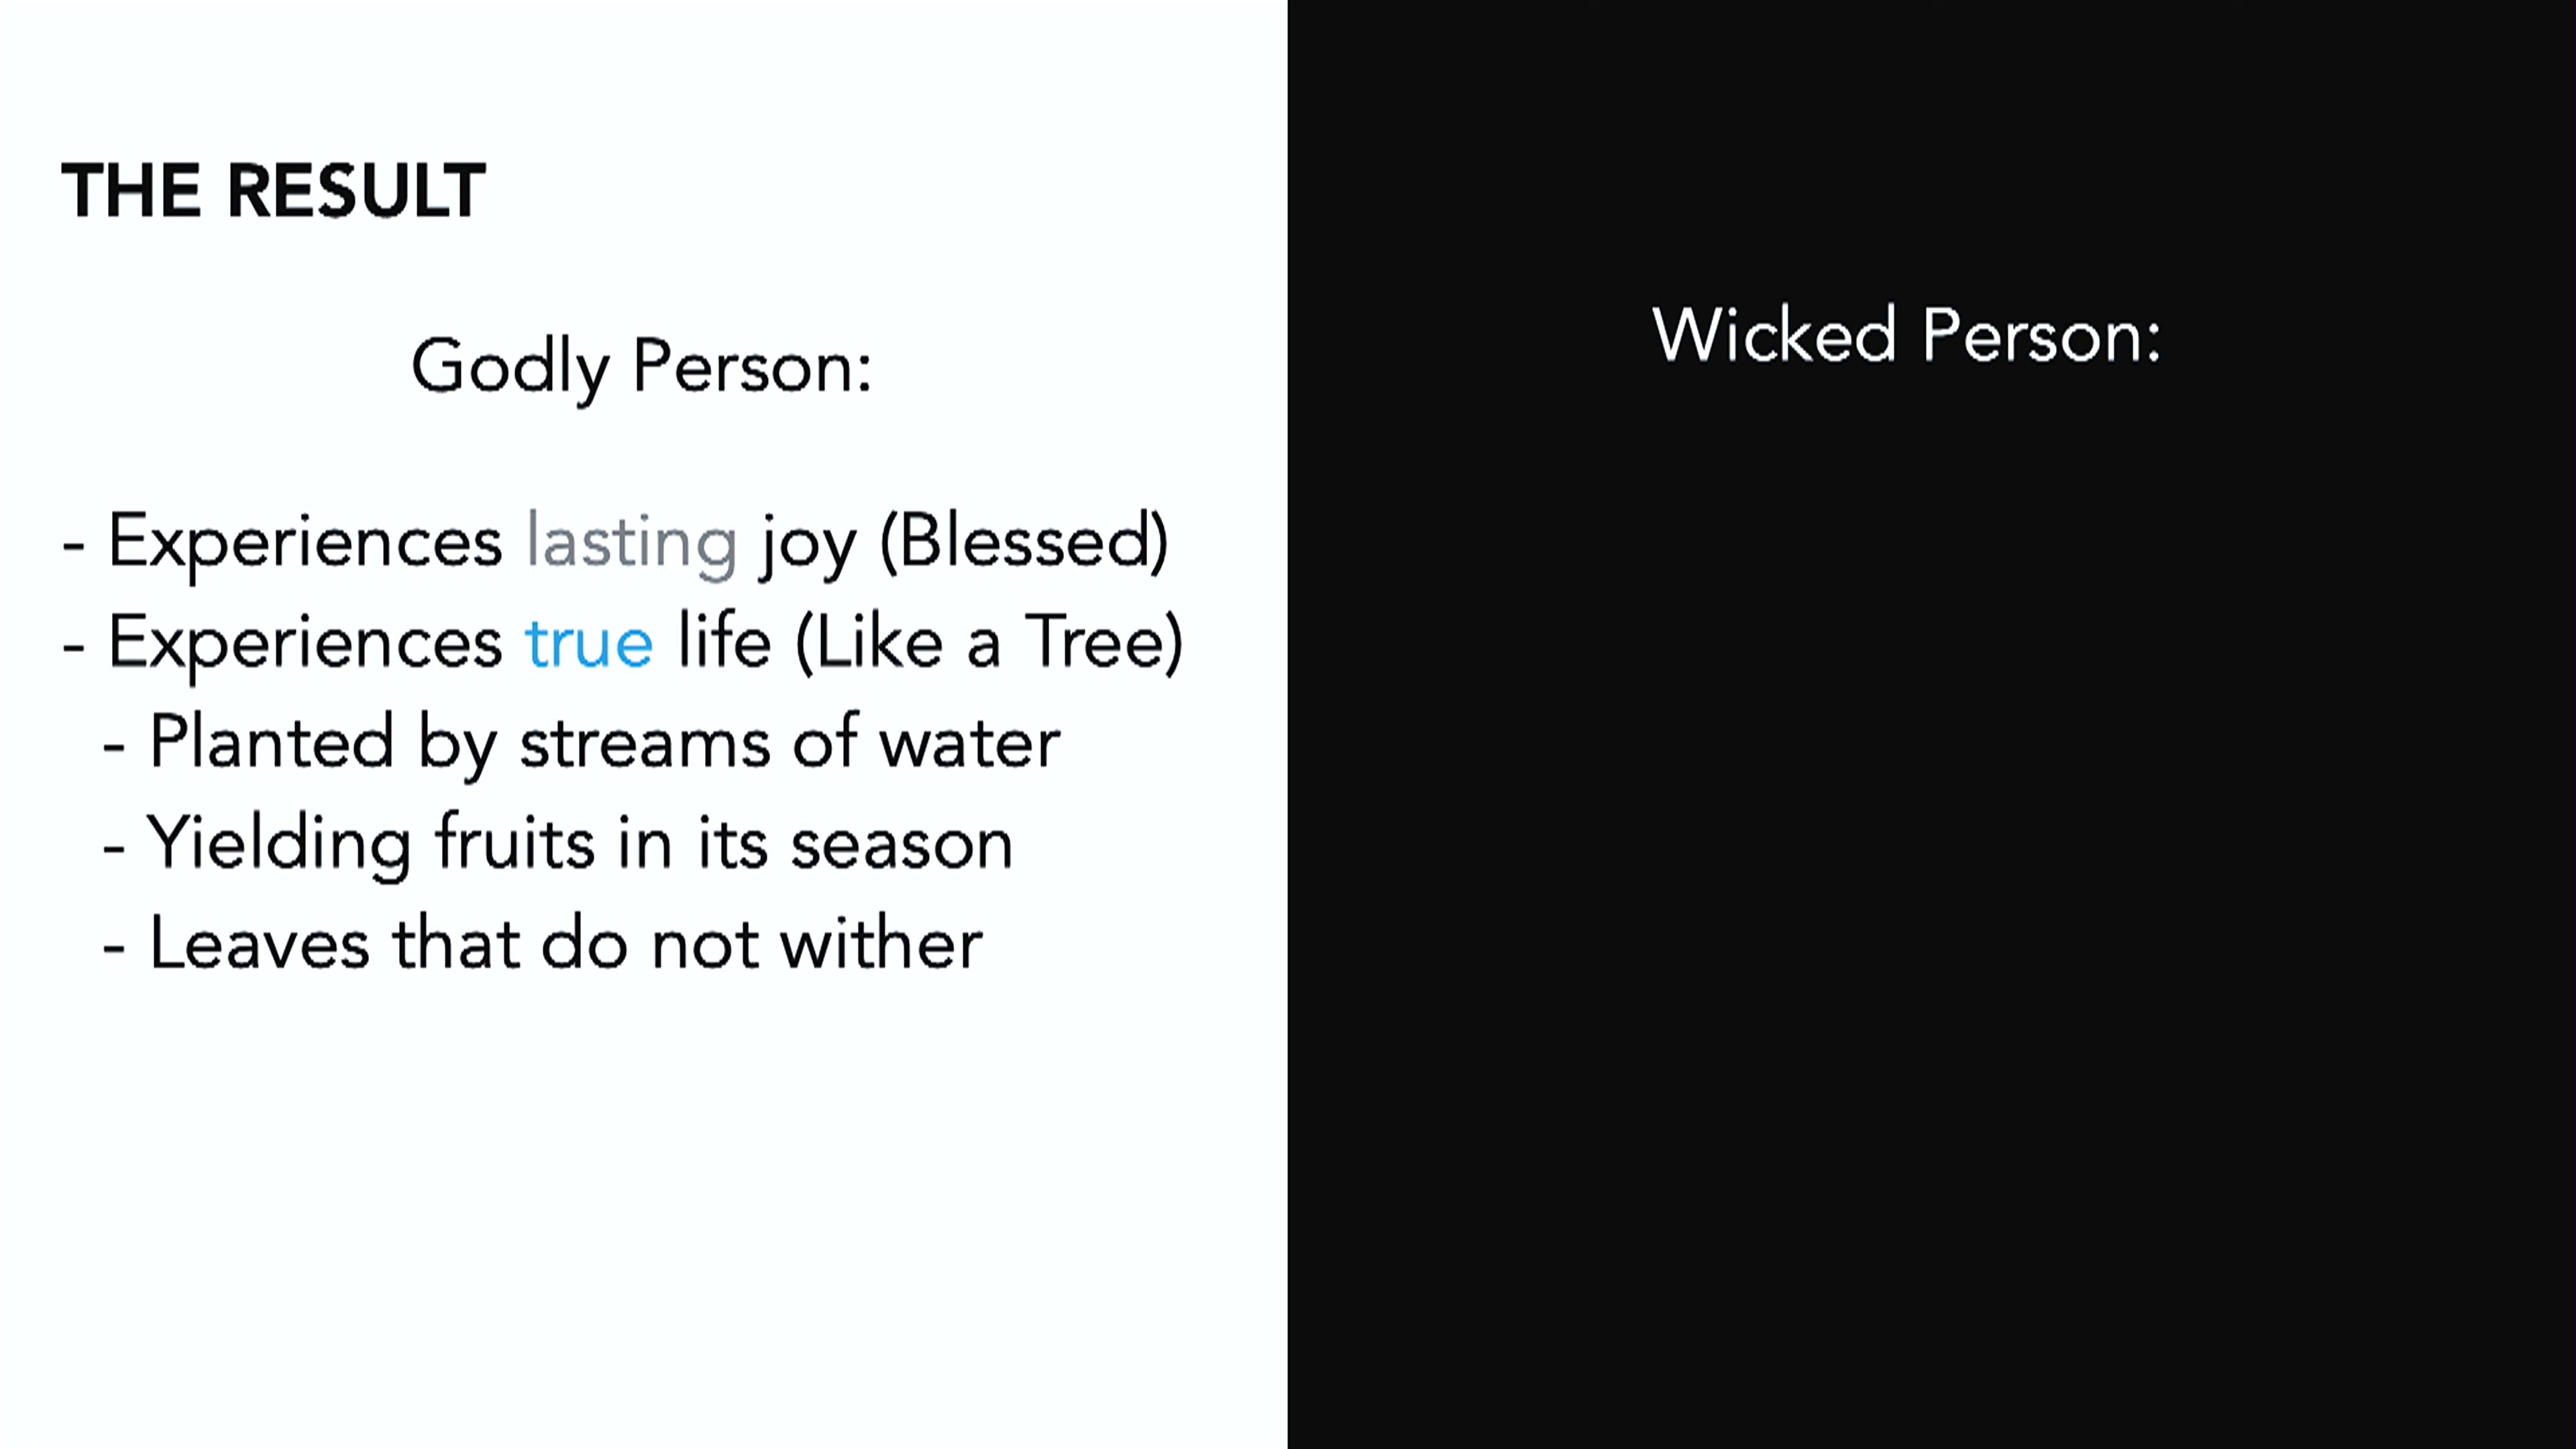 THE RESULT
Godly Person:
- Experiences lasting joy (Blessed)
- Experiences true life (Like a Tree)
- Planted by streams of water
- Yielding fruits in its season
- Leaves that do not wither
Wicked Person: